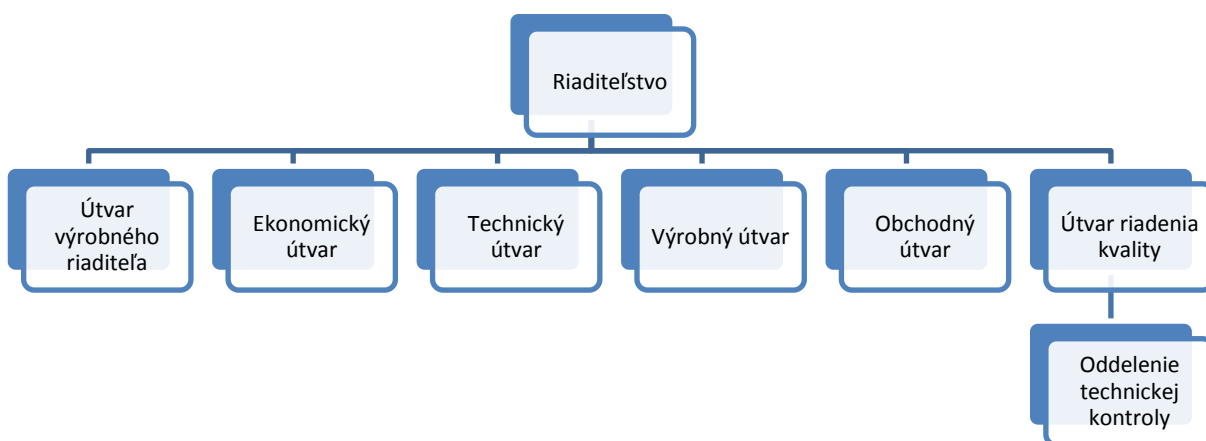 Riaditeľstvo
Útvar
výrobného
riaditeľa
Ekonomický
útvar
Technický
útvar
Výrobný útvar
Obchodný
útvar
Útvar riadenia
kvality
Oddelenie
technickej
kontroly